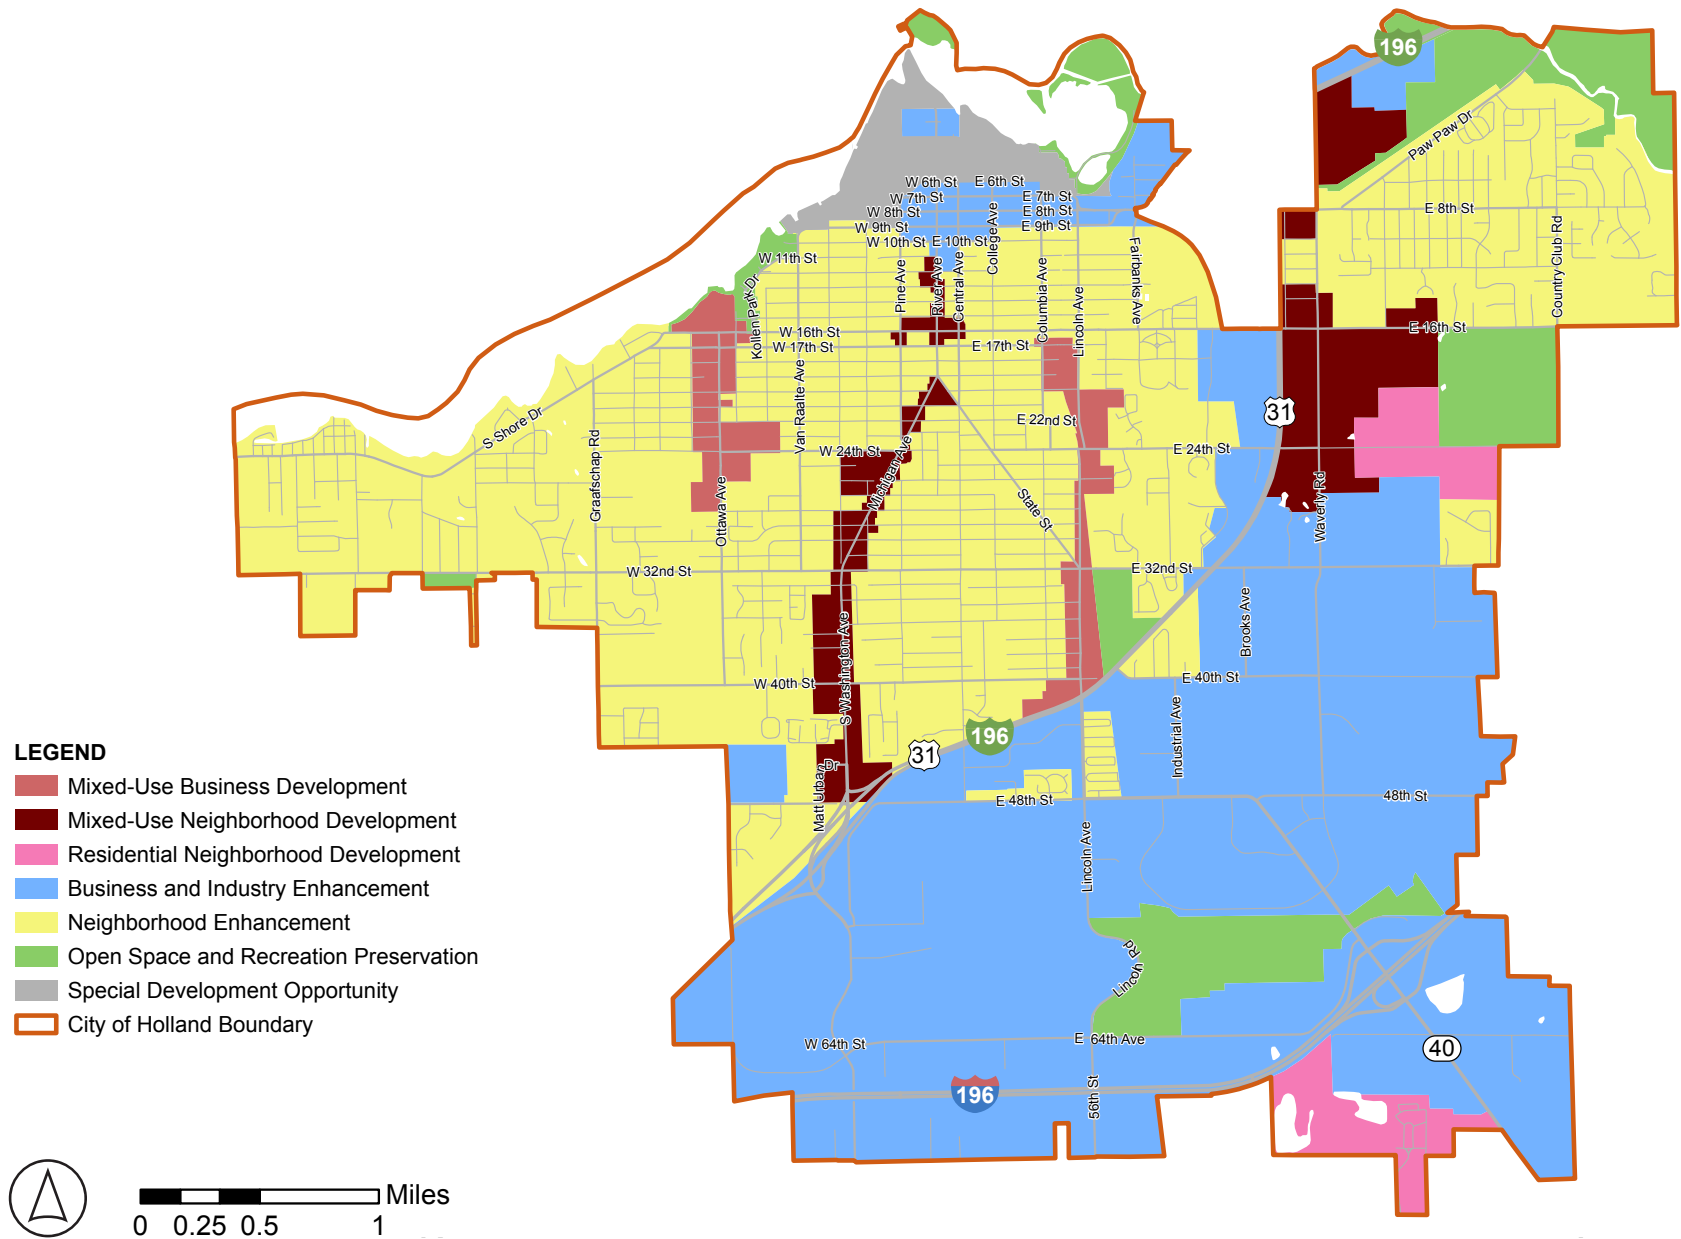 196
Paw Paw Dr
W 6th St
E 6th St
W 7th St
E 7th St
W 8th St
E 8th St
E 8th St
W 9th St
E 9th St
W 10th St
E 10th St
College Ave
Fairbanks Ave
Country Club Rd
W 11th St
Kollen Park Dr
Pine Ave
River Ave
Central Ave
Columbia Ave
Lincoln Ave
W 16th St
E 16th St
W 17th St
E 17th St
Van Raalte Ave
31
S Shore Dr
E 22nd St
Graafschap Rd
W 24th St
E 24th St
Michigan Ave
Ottawa Ave
State St
Waverly Rd
W 32nd St
E 32nd St
Brooks Ave
S Washington Ave
W 40th St
E 40th St
Industrial Ave
196
31
Matt Urban Dr
E 48th St
48th St
Lincoln Ave
Lincoln Rd
W 64th St
E 64th Ave
40
196
56th St
LEGEND
Mixed-Use Business Development
Mixed-Use Neighborhood Development
Residential Neighborhood Development
Business and Industry Enhancement
Neighborhood Enhancement
Open Space and Recreation Preservation
Special Development Opportunity
City of Holland Boundary
Miles
0 0.25 0.5 1